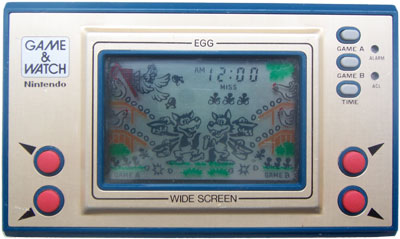 GAME
&
WATCH
Nintendo
EGG
AM 12:00
MISS
GAME A GAME B
WIDE SCREEN
GAME A
ALARM
GAME B
ACL
TIME